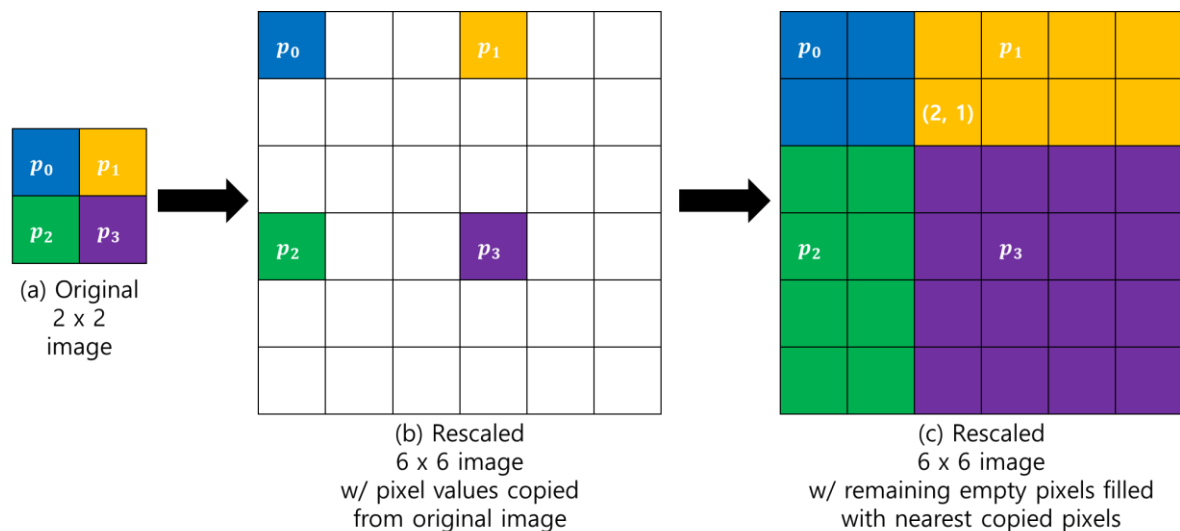 p₀ p₁
p₂ p₃
(a) Original
2 x 2
image
p₀ p₁
p₂ p₃
(b) Rescaled
6 x 6 image
w/ pixel values copied
from original image
p₀ p₁
(2, 1)
p₂ p₃
(c) Rescaled
6 x 6 image
w/ remaining empty pixels filled
with nearest copied pixels